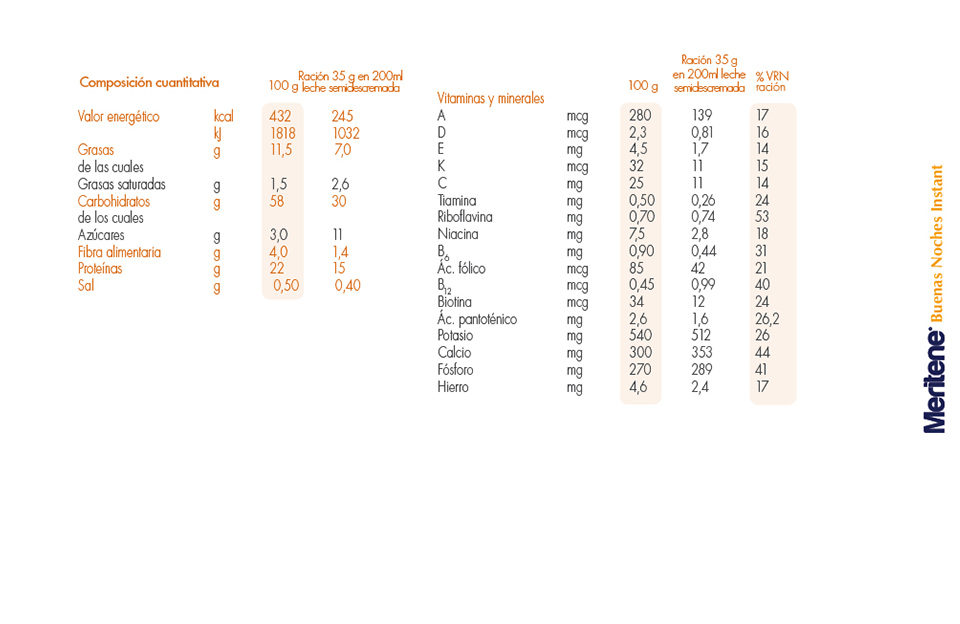 Composición cuantitativa 100 g Ración 35 g en 200ml leche semidescremada
Valor energético kcal 432 245
kJ 1818 1032
Grasas g 11,5 7,0
de las cuales
Grasas saturadas g 1,5 2,6
Carbohidratos g 58 30
de los cuales
Azúcares g 3,0 11
Fibra alimentaria g 4,0 1,4
Proteínas g 22 15
Sal g 0,50 0,40
Vitaminas y minerales 100 g Ración 35 g en 200ml leche semidescremada % VRN ración
A mcg 280 139 17
D mcg 2,3 0,81 16
E mg 4,5 1,7 14
K mcg 32 11 15
C mg 25 11 14
Tiamina mg 0,50 0,26 24
Riboflavina mg 0,70 0,74 53
Niacina mg 7,5 2,8 18
B6 mg 0,90 0,44 31
Ác. fólico mcg 85 42 21
B12 mcg 0,45 0,99 40
Biotina mcg 34 12 24
Ác. pantoténico mg 2,6 1,6 26,2
Potasio mg 540 512 26
Calcio mg 300 353 44
Fósforo mg 270 289 41
Hierro mg 4,6 2,4 17
Meritene® Buenas Noches Instant